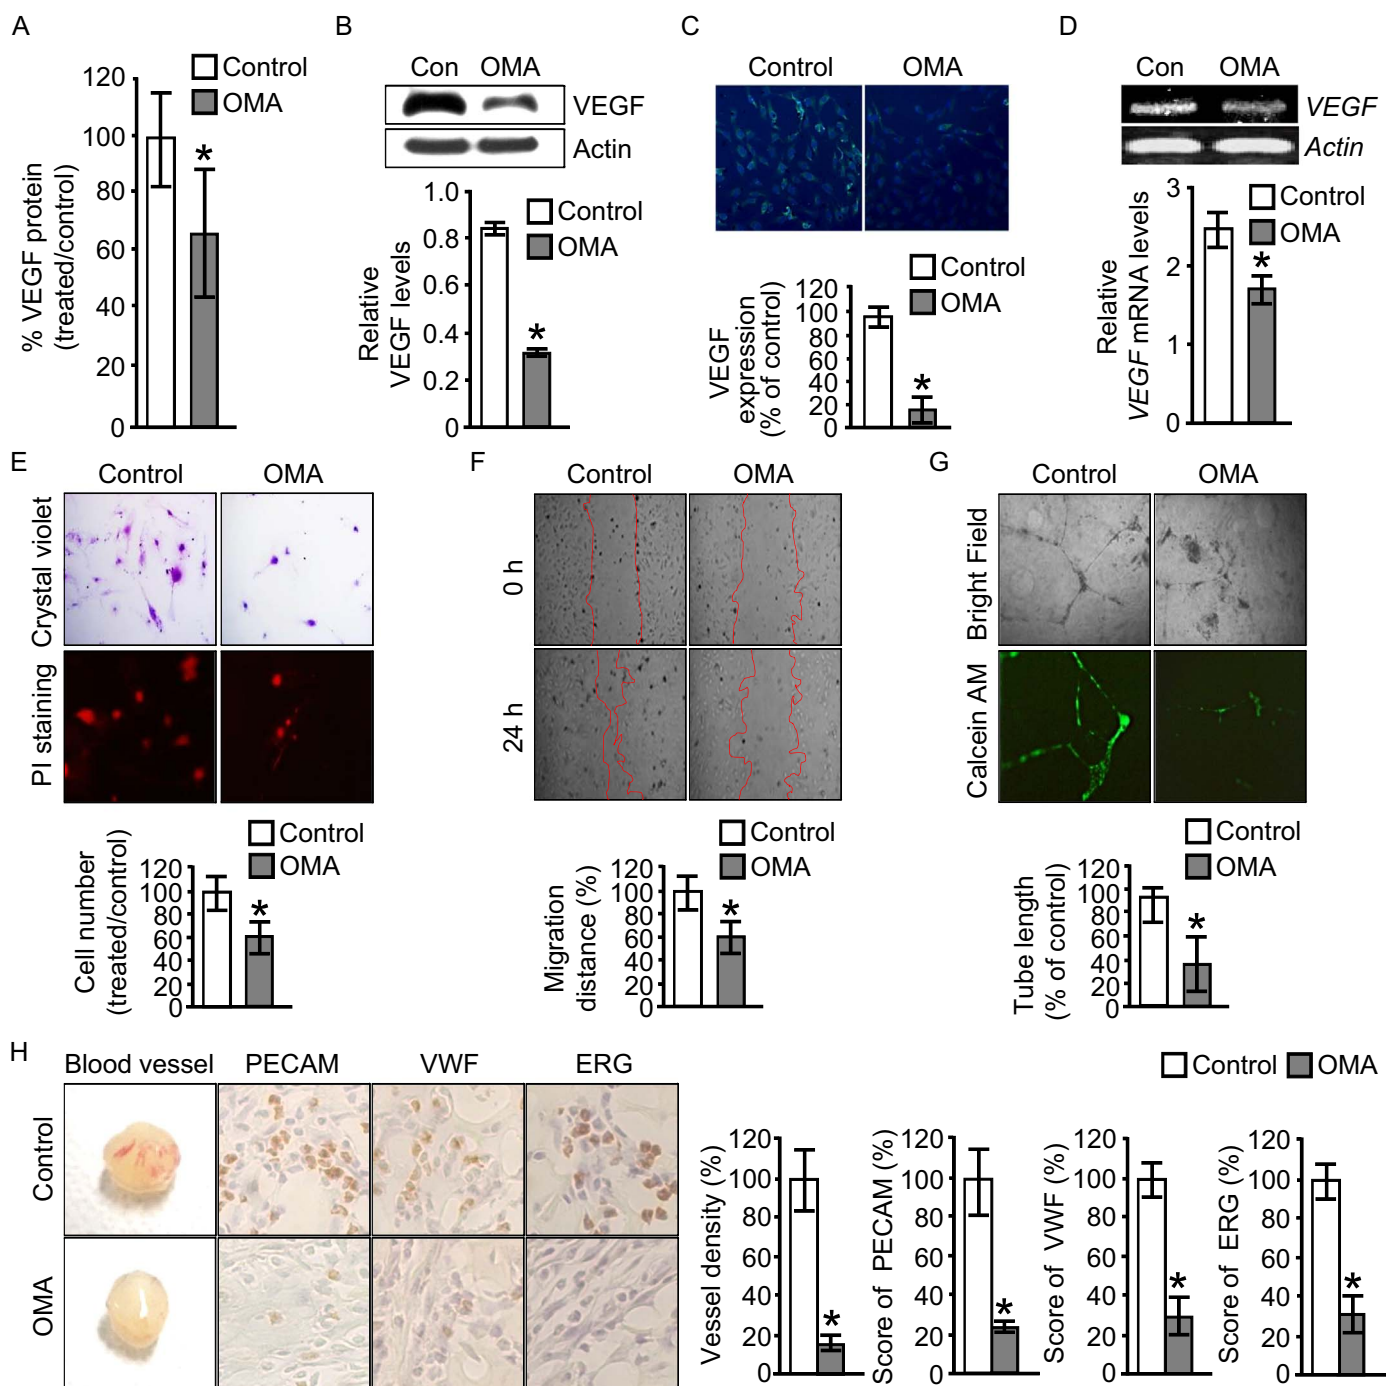 A
120
100
80
60
40
20
0
% VEGF protein
(treated/control)
Control
OMA
*
B
Con OMA
VEGF
Actin
1.0
0.8
0.6
0.4
0.2
0
Relative
VEGF levels
Control
OMA
*
C
Control OMA
Control
OMA
120
100
80
60
40
20
0
VEGF
expression
(% of control)
*
D
Con OMA
VEGF
Actin
3
2
1
0
Relative
VEGF mRNA levels
Control
OMA
*
E
Control OMA
Crystal violet
PI staining
Control
OMA
120
100
80
60
40
20
0
Cell number
(treated/control)
*
F
Control OMA
0 h
24 h
Control
OMA
120
100
80
60
40
20
0
Migration
distance (%)
*
G
Control OMA
Bright Field
Calcein AM
Control
OMA
120
100
80
60
40
20
0
Tube length
(% of control)
*
H
Blood vessel PECAM VWF ERG
Control
OMA
Control OMA
120
100
80
60
40
20
0
Vessel density (%)
*
120
100
80
60
40
20
0
Score of PECAM (%)
*
120
100
80
60
40
20
0
Score of VWF (%)
*
120
100
80
60
40
20
0
Score of ERG (%)
*